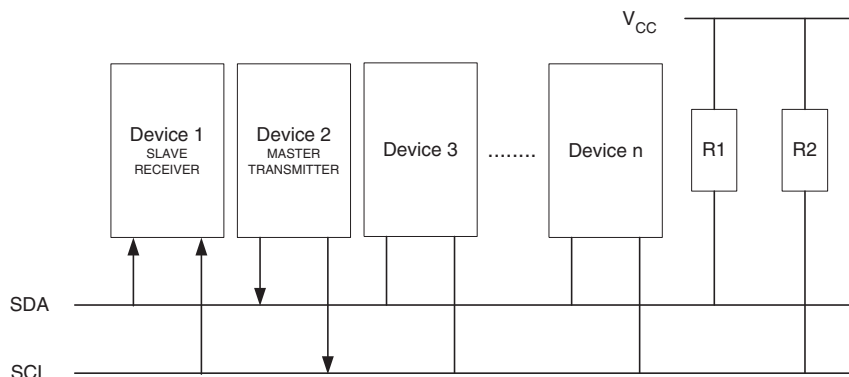 VCC
Device 1
SLAVE
RECEIVER
Device 2
MASTER
TRANSMITTER
Device 3
........
Device n
R1
R2
SDA
SCL